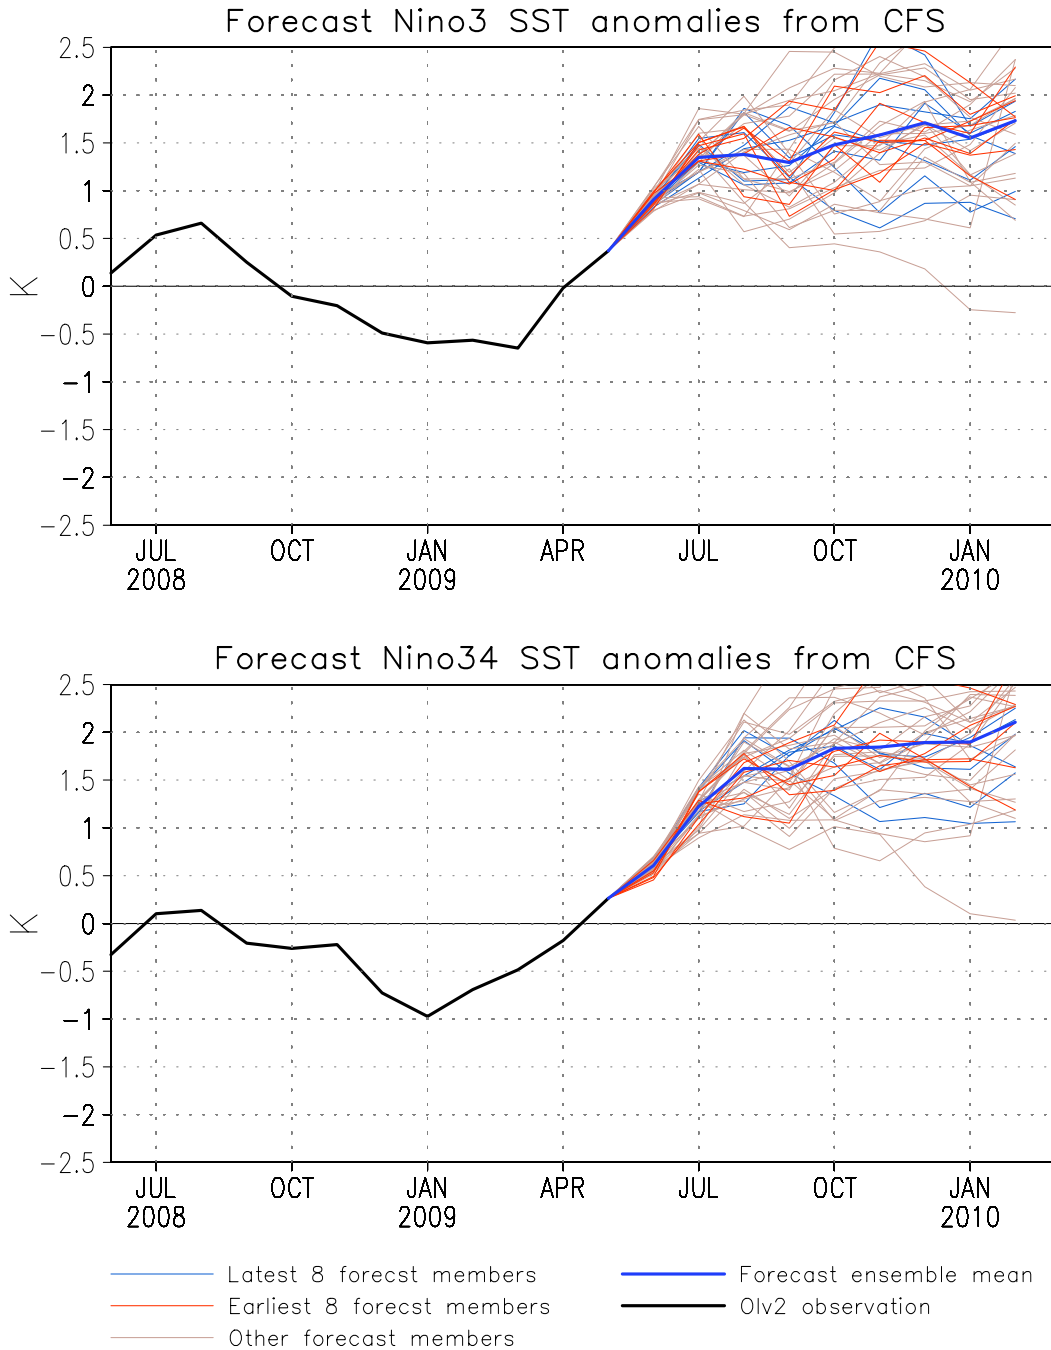 Forecast Nino3 SST anomalies from CFS
2.5
2
1.5
1
0.5
0
-0.5
-1
-1.5
-2
-2.5
K
JUL OCT JAN APR JUL OCT JAN
2008 2009 2010
Forecast Nino34 SST anomalies from CFS
2.5
2
1.5
1
0.5
0
-0.5
-1
-1.5
-2
-2.5
K
JUL OCT JAN APR JUL OCT JAN
2008 2009 2010
Latest 8 forecst members
Earliest 8 forecst members
Other forecast members
Forecast ensemble mean
OIv2 observation